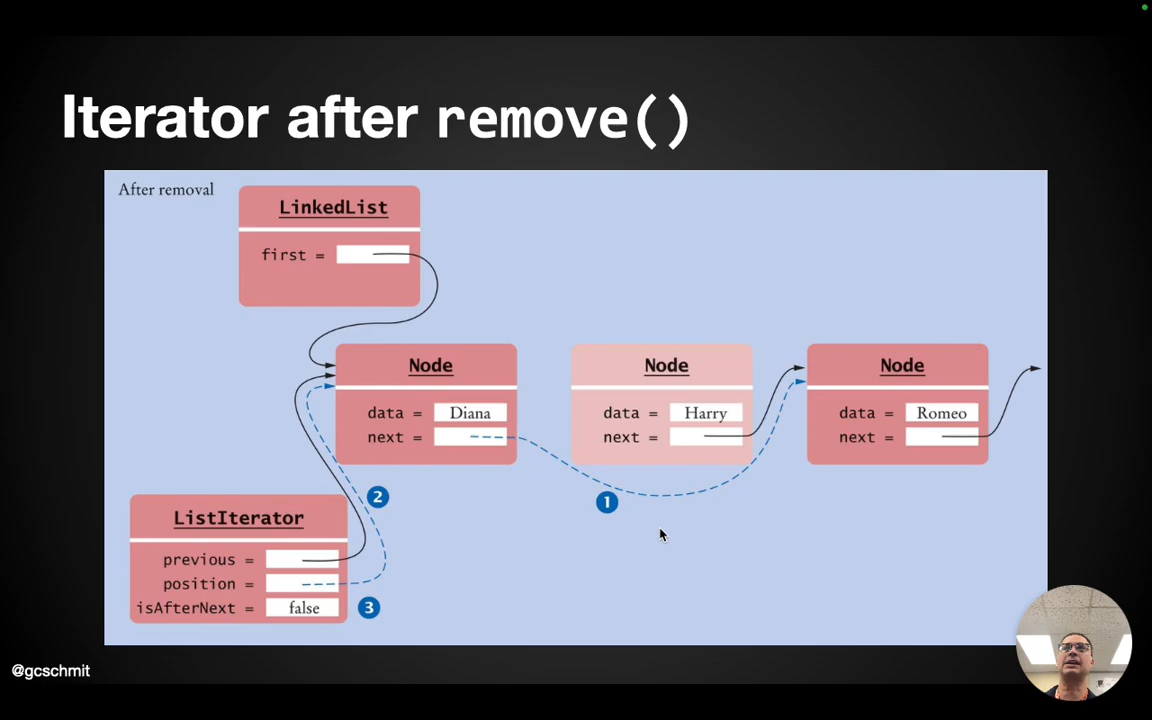 Iterator after remove()
After removal
LinkedList
first =
Node
data = Diana
next =
Node
data = Harry
next =
Node
data = Romeo
next =
1
2
ListIterator
previous =
position =
isAfterNext = false
3
@gcschmit